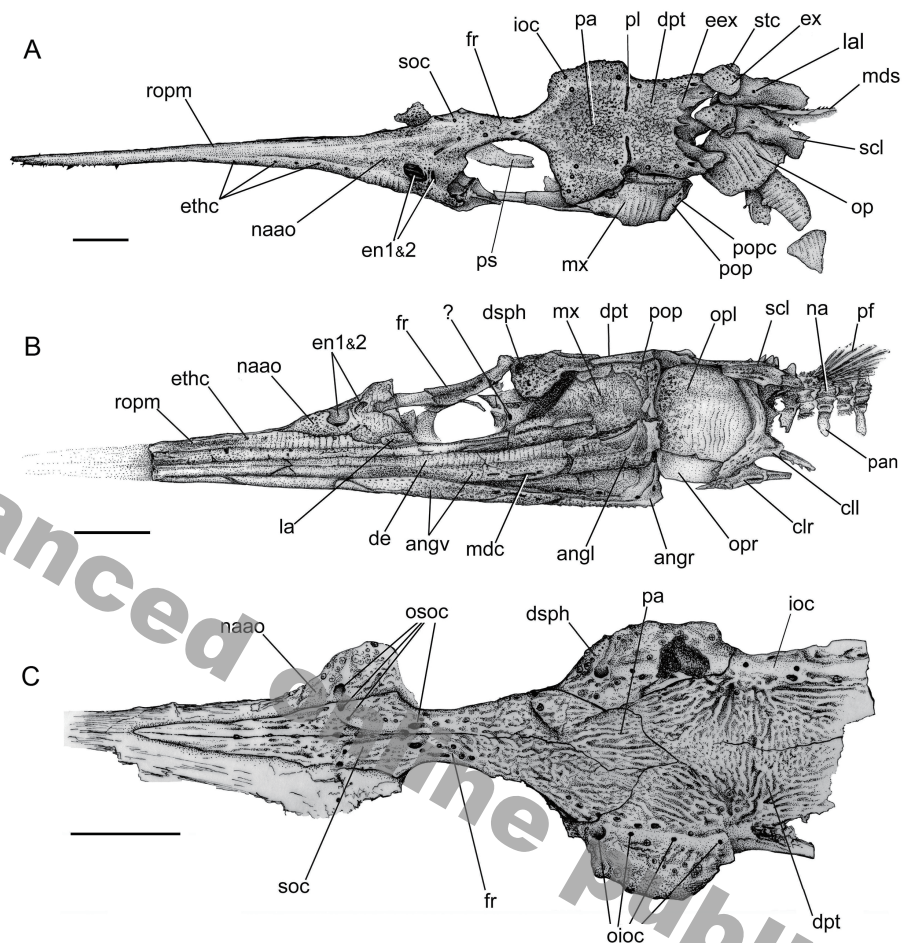 A
ropm
soc
fr
ioc
pa
pl
dpt
eex
stc
ex
lal
mds
scl
op
popc
pop
mx
ps
en1&2
naao
ethc
B
ropm
ethc
naao
en1&2
fr
?
dsph
mx
dpt
pop
opl
scl
na
pf
pan
cll
clr
opr
angr
angl
mdc
angv
de
la
C
naao
osoc
dsph
pa
ioc
soc
fr
oioc
dpt